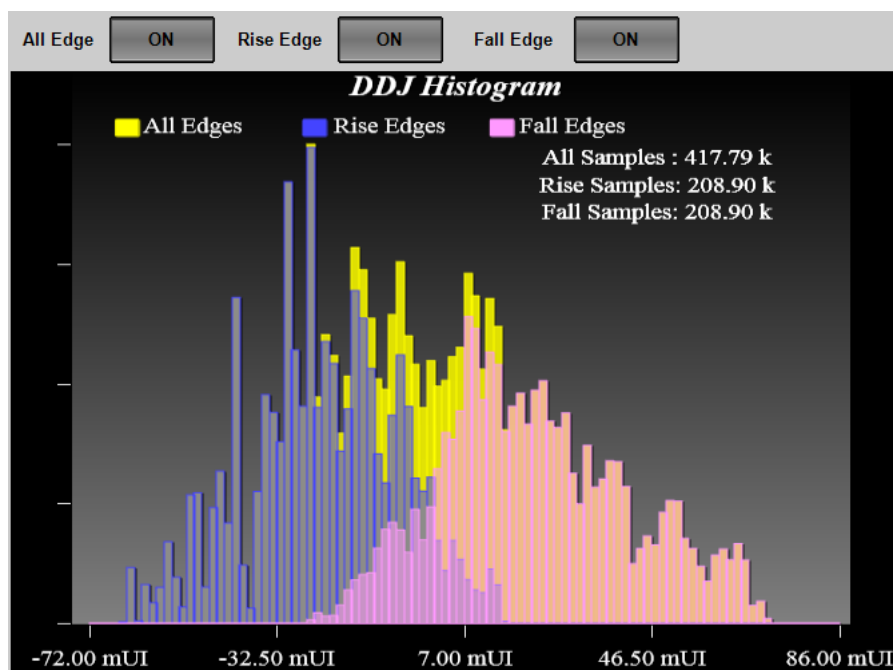 All Edge ON Rise Edge ON Fall Edge ON
DDJ Histogram
All Edges Rise Edges Fall Edges
All Samples : 417.79 k
Rise Samples: 208.90 k
Fall Samples: 208.90 k
-72.00 mUI -32.50 mUI 7.00 mUI 46.50 mUI 86.00 mUI